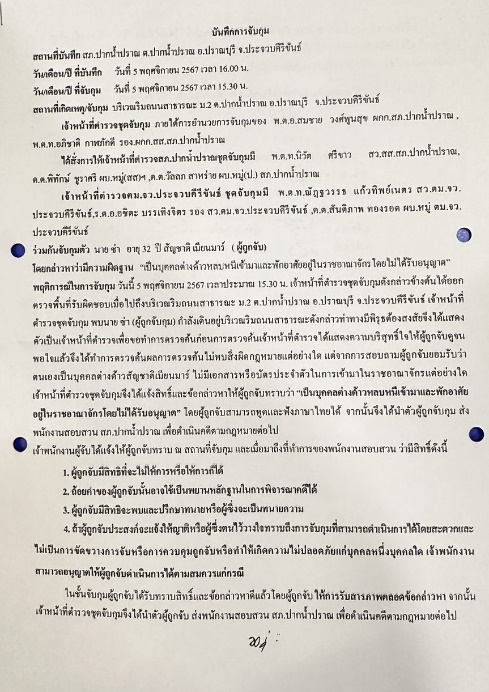 บันทึกการจับกุม
สถานที่บันทึก สภ.ปากน้ำปราณ ต.ปากน้ำปราณ อ.ปราณบุรี จ.ประจวบคีรีขันธ์
วัน/เดือน/ปี ที่บันทึก วันที่ 5 พฤศจิกายน 2567 เวลา 16.00 น.
วัน/เดือน/ปี ที่จับกุม วันที่ 5 พฤศจิกายน 2567 เวลา 15.30 น.
สถานที่เกิดเหตุ/จับกุม บริเวณริมถนนสาธารณะ ม.2 ต.ปากน้ำปราณ อ.ปราณบุรี จ.ประจวบคีรีขันธ์
เจ้าหน้าที่ตำรวจชุดจับกุม ภายใต้การอำนวยการจับกุมของ พ.ต.อ.สมชาย วงศ์พูนสุข ผกก.สภ.ปากน้ำปราณ ,
พ.ต.ท.อภิชาติ กาฬภักดี รอง.ผกก.สส.สภ.ปากน้ำปราณ
ได้สั่งการให้เจ้าหน้าที่ตำรวจสภ.ปากน้ำปราณชุดจับกุมมี พ.ต.ท.นิวัต ศรีขาว สว.สส.สภ.ปากน้ำปราณ,
ด.ต.พิทักษ์ ชูราศรี ผบ.หมู่(สส)ฯ ,ส.ต.วัลลภ สาหร่าย ผบ.หมู่(ป.) สภ.ปากน้ำปราณ
เจ้าหน้าที่ตำรวจตม.จว.ประจวบคีรีขันธ์ ชุดจับกุมมี พ.ต.ท.ณัฎฐวรรธ แก้วทิพย์เนตร สว.ตม.จว.
ประจวบคีรีขันธ์,ร.ต.อ.อชิตะ บรรเทิงจิตร รอง สว.ตม.จว.ประจวบคีรีขันธ์ ,ด.ต.สันติภาพ ทองรอด ผบ.หมู่ ตม.จว.
ประจวบคีรีขันธ์
ร่วมกันจับกุมตัว นาย ซ่า อายุ 32 ปี สัญชาติ เมียนมาร์ ( ผู้ถูกจับ)
โดยกล่าวหาว่ามีความผิดฐาน “เป็นบุคคลต่างด้าวหลบหนีเข้ามาและพักอาศัยอยู่ในราชอาณาจักรโดยไม่ได้รับอนุญาต”
พฤติการณ์ในการจับกุม วันนี้ 5 พฤศจิกายน 2567 เวลาประมาณ 15.30 น. เจ้าหน้าที่ตำรวจชุดจับกุมดังกล่าวข้างต้นได้ออก
ตรวจพื้นที่รับผิดชอบเมื่อไปถึงบริเวณถนนสาธารณะ ม.2 ต.ปากน้ำปราณ อ.ปราณบุรี จ.ประจวบคีรีขันธ์ เจ้าหน้าที่
ตำรวจชุดจับกุม พบนาย ซ่า (ผู้ถูกจับกุม) กำลังเดินอยู่บริเวณริมถนนสาธารณะดังกล่าวท่าทางมีพิรุธต้องสงสัยจึงได้แสดง
ตัวเป็นเจ้าหน้าที่ตำรวจเพื่อขอทำการตรวจค้นก่อนการตรวจค้นเจ้าหน้าที่ตำรวจได้แสดงความบริสุทธิ์ใจให้ผู้ถูกจับดูจน
พอใจแล้วจึงได้ทำการตรวจค้นผลการตรวจค้นไม่พบสิ่งผิดกฎหมายแต่อย่างใด แต่จากการสอบถามผู้ถูกจับยอมรับว่า
ตนเองเป็นบุคคลต่างด้าวสัญชาติเมียนมาร์ ไม่มีเอกสารหรือบัตรประจำตัวในการเข้ามาในราชอาณาจักรแต่อย่างใด
เจ้าหน้าที่ตำรวจชุดจับกุมจึงได้แจ้งสิทธิ์และข้อกล่าวหาให้ผู้ถูกจับทราบว่า “เป็นบุคคลต่างด้าวหลบหนีเข้ามาและพักอาศัย
อยู่ในราชอาณาจักรโดยไม่ได้รับอนุญาต” โดยผู้ถูกจับสามารถพูดและฟังภาษาไทยได้ จากนั้นจึงได้นำตัวผู้ถูกจับกุม ส่ง
พนักงานสอบสวน สภ.ปากน้ำปราณ เพื่อดำเนินคดีตามกฎหมายต่อไป
เจ้าพนักงานผู้จับได้แจ้งให้ผู้ถูกจับทราบ ณ สถานที่จับกุม และเมื่อมาถึงที่ทำการของพนักงานสอบสวน ว่ามีสิทธิ์ดังนี้
1. ผู้ถูกจับมีสิทธิที่จะไม่ให้การหรือให้การก็ได้
2. ถ้อยคำของผู้ถูกจับนั้นอาจใช้เป็นพยานหลักฐานในการพิจารณาคดีได้
3. ผู้ถูกจับมีสิทธิจะพบและปรึกษาทนายหรือผู้ซึ่งจะเป็นทนายความ
4. ถ้าผู้ถูกจับประสงค์จะแจ้งให้ญาติหรือผู้ซึ่งตนไว้วางใจทราบถึงการจับกุมที่สามารถดำเนินการได้โดยสะดวกและ
ไม่เป็นการขัดขวางการจับหรือการควบคุมถูกจับหรือทำให้เกิดความไม่ปลอดภัยแก่บุคคลหนึ่งบุคคลใด เจ้าพนักงาน
สามารถอนุญาตให้ผู้ถูกจับดำเนินการได้ตามสมควรแก่กรณี
ในชั้นจับกุมผู้ถูกจับได้รับทราบสิทธิ์และข้อกล่าวหาดีแล้วโดยผู้ถูกจับ ให้การรับสารภาพตลอดข้อกล่าวหา จากนั้น
เจ้าหน้าที่ตำรวจชุดจับกุมจึงได้นำตัวผู้ถูกจับ ส่งพนักงานสอบสวน สภ.ปากน้ำปราณ เพื่อดำเนินคดีตามกฎหมายต่อไป